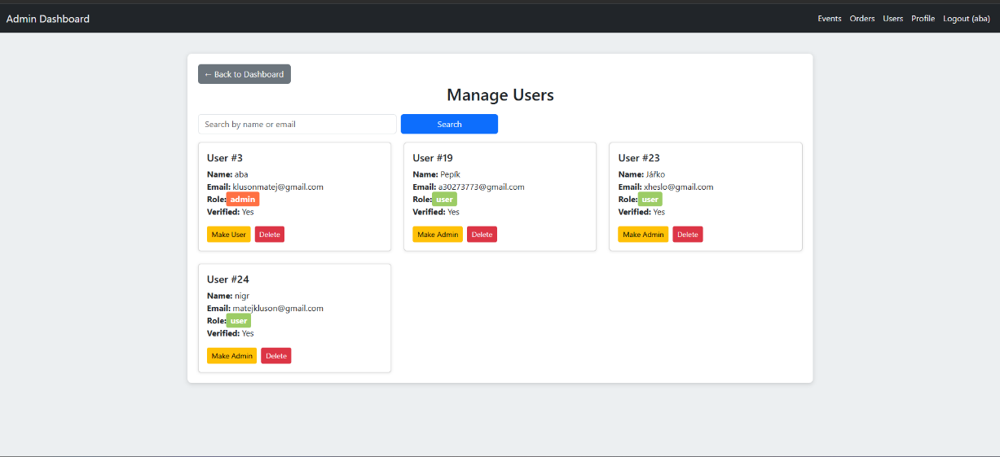 Admin Dashboard
Events Orders Users Profile Logout (aba)
← Back to Dashboard
Manage Users
Search by name or email
Search
User #3
Name: aba
Email: klusonmatej@gmail.com
Role: admin
Verified: Yes
Make User Delete
User #19
Name: Pepík
Email: a30273773@gmail.com
Role: user
Verified: Yes
Make Admin Delete
User #23
Name: Jářko
Email: xheslo@gmail.com
Role: user
Verified: Yes
Make Admin Delete
User #24
Name: nigr
Email: matejkluson@gmail.com
Role: user
Verified: Yes
Make Admin Delete